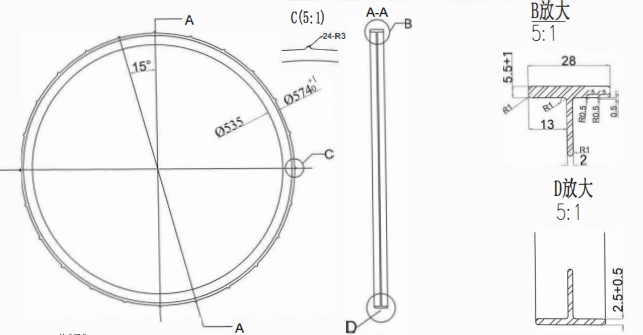 A
C(5:1)
24-R3
15°
Ø535
Ø574 +1 0
C
A
A-A
B
D
B放大
5:1
28
5.5+1
R1
R1
5
5
13
R0.5
R0.5
0.5
R1
2
D放大
5:1
2.5+0.5